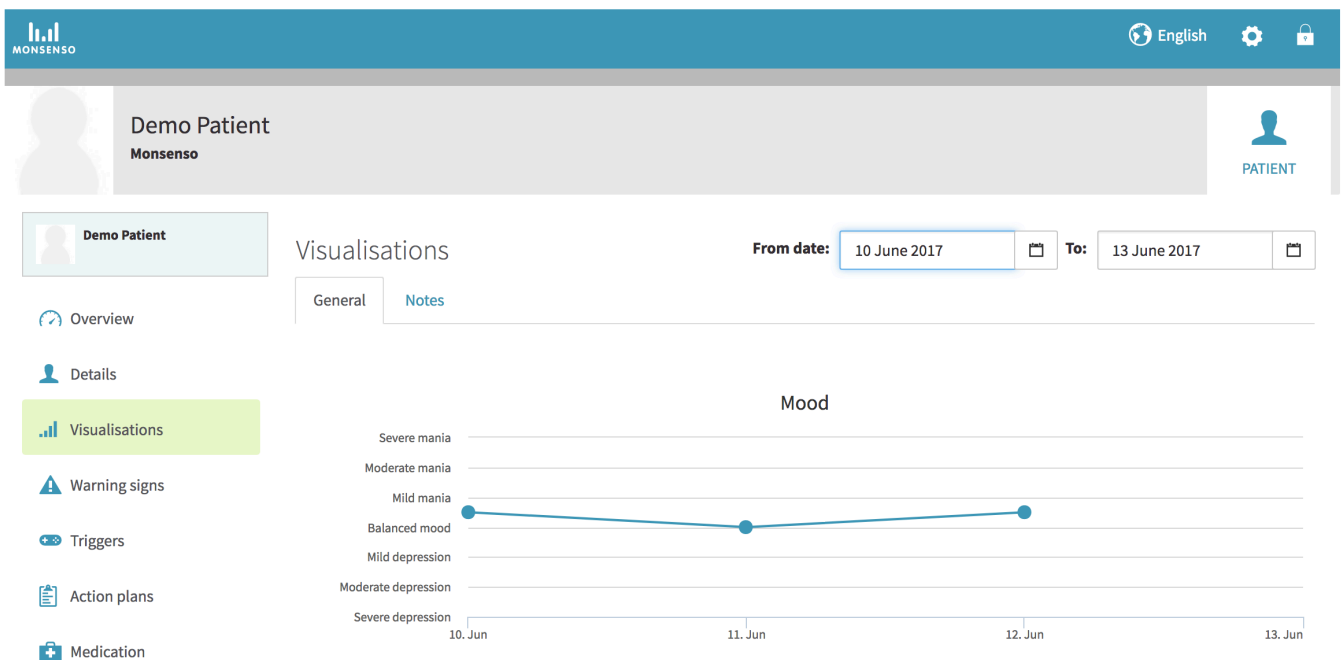 MONSENSO
English
Demo Patient
Monsenso
PATIENT
Demo Patient
Overview
Details
Visualisations
Warning signs
Triggers
Action plans
Medication
Visualisations
From date: 10 June 2017 To: 13 June 2017
General Notes
Mood
Severe mania
Moderate mania
Mild mania
Balanced mood
Mild depression
Moderate depression
Severe depression
10. Jun 11. Jun 12. Jun 13. Jun